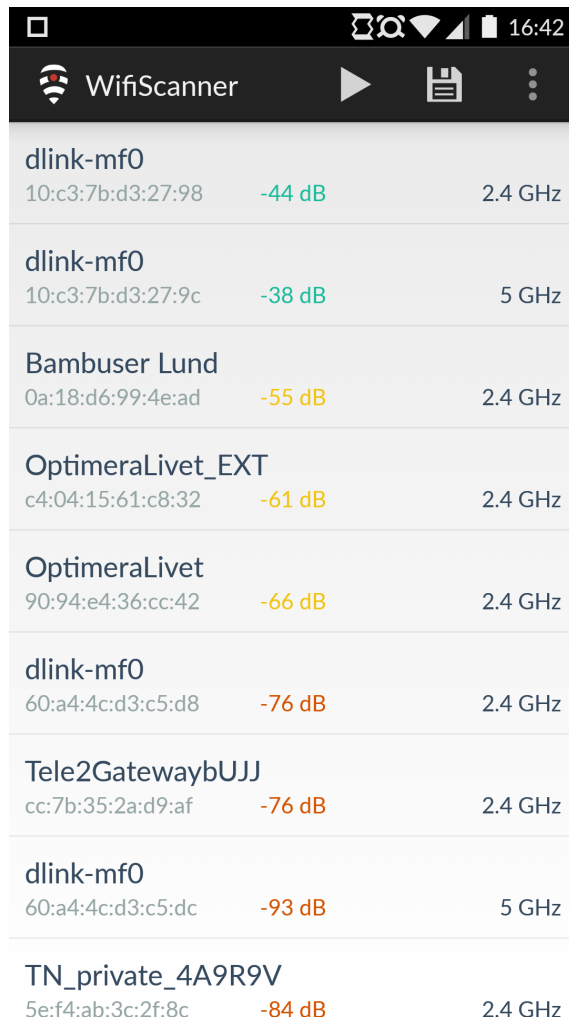 16:42
WifiScanner
dlink-mf0
10:c3:7b:d3:27:98 -44 dB 2.4 GHz
dlink-mf0
10:c3:7b:d3:27:9c -38 dB 5 GHz
Bambuser Lund
0a:18:d6:99:4e:ad -55 dB 2.4 GHz
OptimeraLivet_EXT
c4:04:15:61:c8:32 -61 dB 2.4 GHz
OptimeraLivet
90:94:e4:36:cc:42 -66 dB 2.4 GHz
dlink-mf0
60:a4:4c:d3:c5:d8 -76 dB 2.4 GHz
Tele2GatewaybUJJ
cc:7b:35:2a:d9:af -76 dB 2.4 GHz
dlink-mf0
60:a4:4c:d3:c5:dc -93 dB 5 GHz
TN_private_4A9R9V
5e:f4:ab:3c:2f:8c -84 dB 2.4 GHz